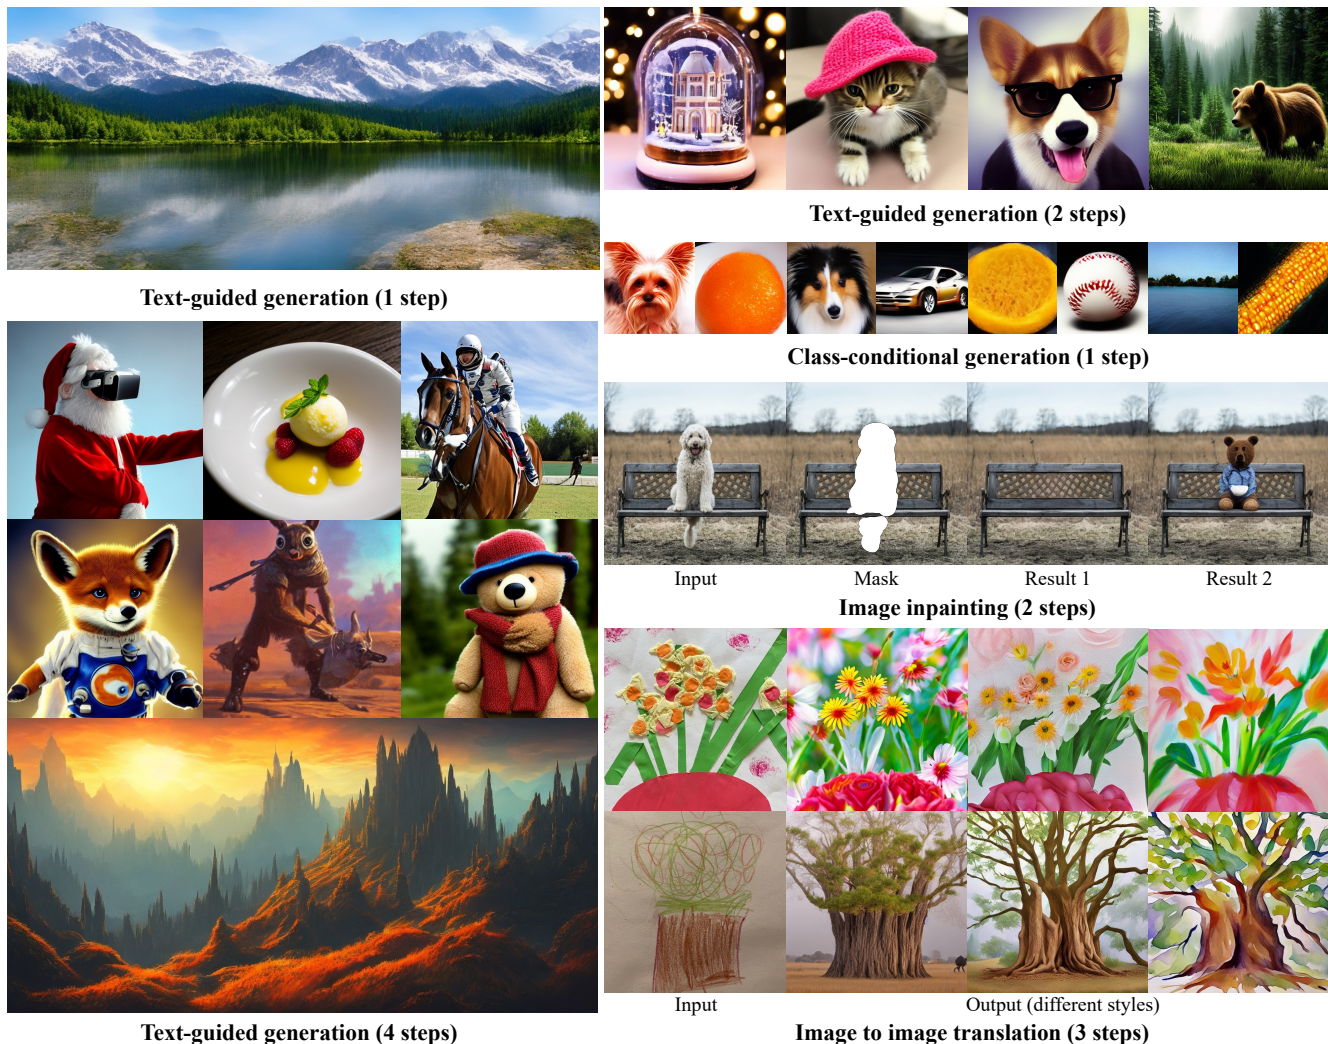 Text-guided generation (1 step)
Text-guided generation (2 steps)
Class-conditional generation (1 step)
Input
Mask
Result 1
Result 2
Image inpainting (2 steps)
Input
Output (different styles)
Text-guided generation (4 steps)
Image to image translation (3 steps)